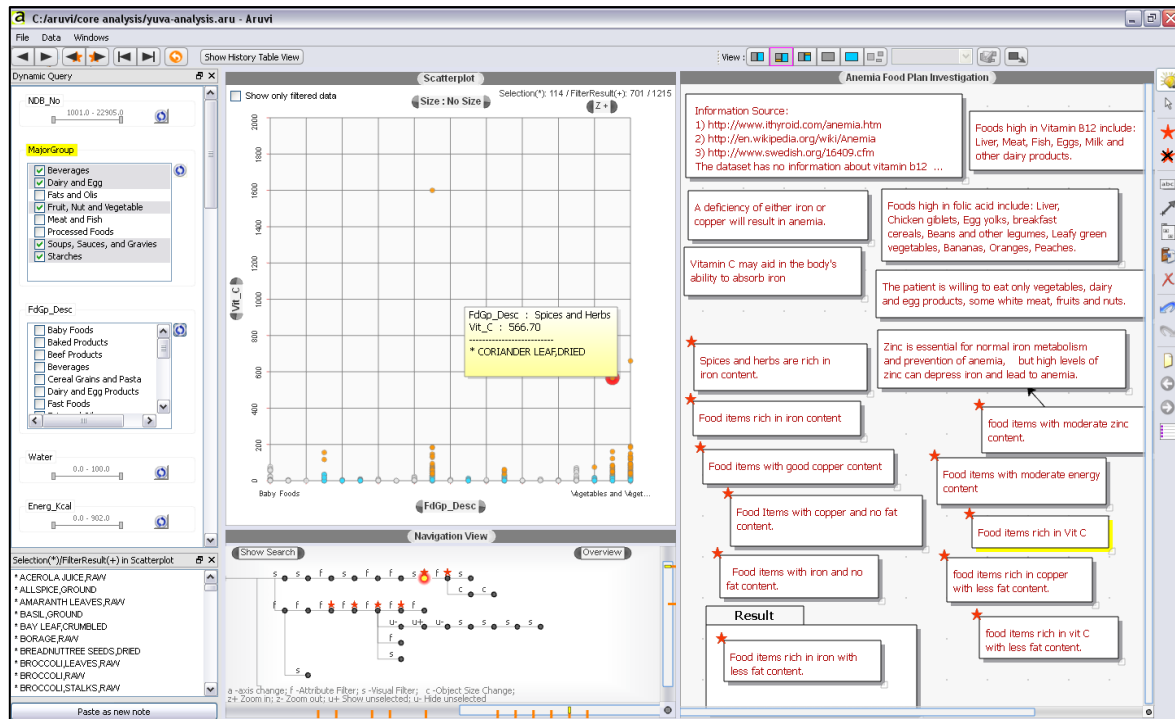 C:/aruvi/core analysis/yuva-analysis.aru - Aruvi
File Data Windows
Show History Table View
View :
Dynamic Query
NDB_No
1001.0 - 22905.0
MajorGroup
Beverages
Dairy and Egg
Fats and Olis
Fruit, Nut and Vegetable
Meat and Fish
Processed Foods
Soups, Sauces, and Gravies
Starches
FdGp_Desc
Baby Foods
Baked Products
Beef Products
Beverages
Cereal Grains and Pasta
Dairy and Egg Products
Fast Foods
Water
0.0 - 100.0
Energ_Kcal
0.0 - 902.0
Selection(*)/FilterResult(+) in Scatterplot
* ACEROLA JUICE,RAW
* ALLSPICE,GROUND
* AMARANTH LEAVES,RAW
* BASIL,GROUND
* BAY LEAF,CRUMBLED
* BORAGE,RAW
* BREADNUTTREE SEEDS,DRIED
* BROCCOLI,LEAVES,RAW
* BROCCOLI,RAW
* BROCCOLI,STALKS,RAW
Paste as new note
Scatterplot
Show only filtered data
Selection(*): 114 / FilterResult(+): 701 / 1215
Size : No Size
Z +
2000
1800
1600
1400
1200
1000
800
600
400
200
0
Vit_C
FdGp_Desc : Spices and Herbs
Vit_C : 566.70
--------------------------
* CORIANDER LEAF,DRIED
Baby Foods
Vegetables and Veget...
FdGp_Desc
Navigation View
Show Search
Overview
s s f s f f s f s
c c
f f f f f f f
u- u+ u- s s s s s
f
s
s
a -axis change; f -Attribute Filter; s -Visual Filter; c -Object Size Change;
z+ Zoom in; z- Zoom out; u+ Show unselected; u- Hide unselected
Anemia Food Plan Investigation
Information Source:
1) http://www.ithyroid.com/anemia.htm
2) http://en.wikipedia.org/wiki/Anemia
3) http://www.swedish.org/16409.cfm
The dataset has no information about vitamin b12 ...
Foods high in Vitamin B12 include:
Liver, Meat, Fish, Eggs, Milk and
other dairy products.
A deficiency of either iron or
copper will result in anemia.
Foods high in folic acid include: Liver,
Chicken giblets, Egg yolks, breakfast
cereals, Beans and other legumes, Leafy green
vegetables, Bananas, Oranges, Peaches.
Vitamin C may aid in the body's
ability to absorb iron
The patient is willing to eat only vegetables, dairy
and egg products, some white meat, fruits and nuts.
Spices and herbs are rich in
iron content.
Zinc is essential for normal iron metabolism
and prevention of anemia, but high levels of
zinc can depress iron and lead to anemia.
Food items rich in iron content
food items with moderate zinc
content.
Food items with good copper content
Food items with moderate energy
content
Food Items with copper and no fat
content.
Food items rich in Vit C
Food items with iron and no
fat content.
food items rich in copper
with less fat content.
Result
Food items rich in iron with
less fat content.
food items rich in vit C
with less fat content.
abc